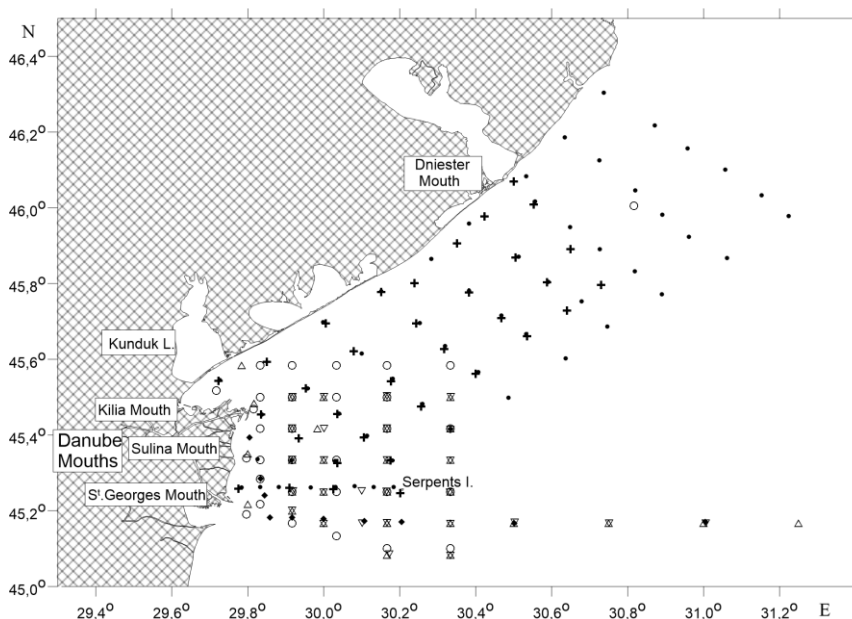 N
46,4°
46,2°
Dniester
Mouth
46,0°
45,8°
Kunduk L.
45,6°
Kilia Mouth
45,4°
Danube
Mouths
Sulina Mouth
Serpents I.
St.Georges Mouth
45,2°
45,0°
29.4° 29.6° 29.8° 30.0° 30.2° 30.4° 30.6° 30.8° 31.0° 31.2° E